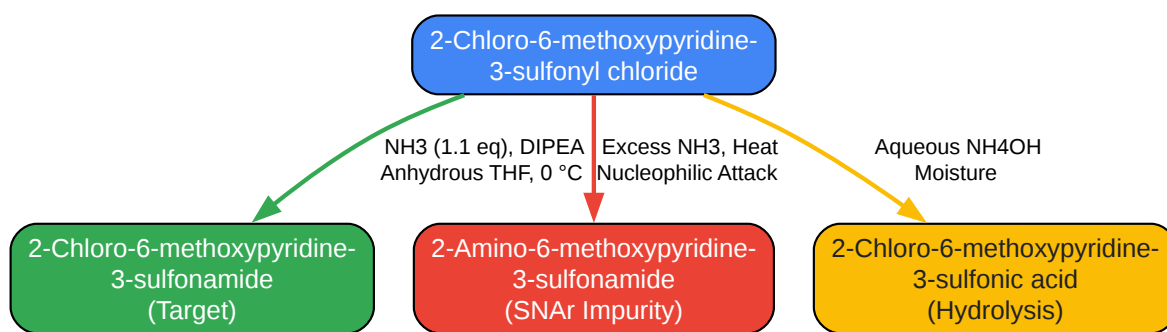 2-Chloro-6-methoxypyridine-
3-sulfonyl chloride
NH3 (1.1 eq), DIPEA
Anhydrous THF, 0 °C
Excess NH3, Heat
Nucleophilic Attack
Aqueous NH4OH
Moisture
2-Chloro-6-methoxypyridine-
3-sulfonamide
(Target)
2-Amino-6-methoxypyridine-
3-sulfonamide
(SNAr Impurity)
2-Chloro-6-methoxypyridine-
3-sulfonic acid
(Hydrolysis)